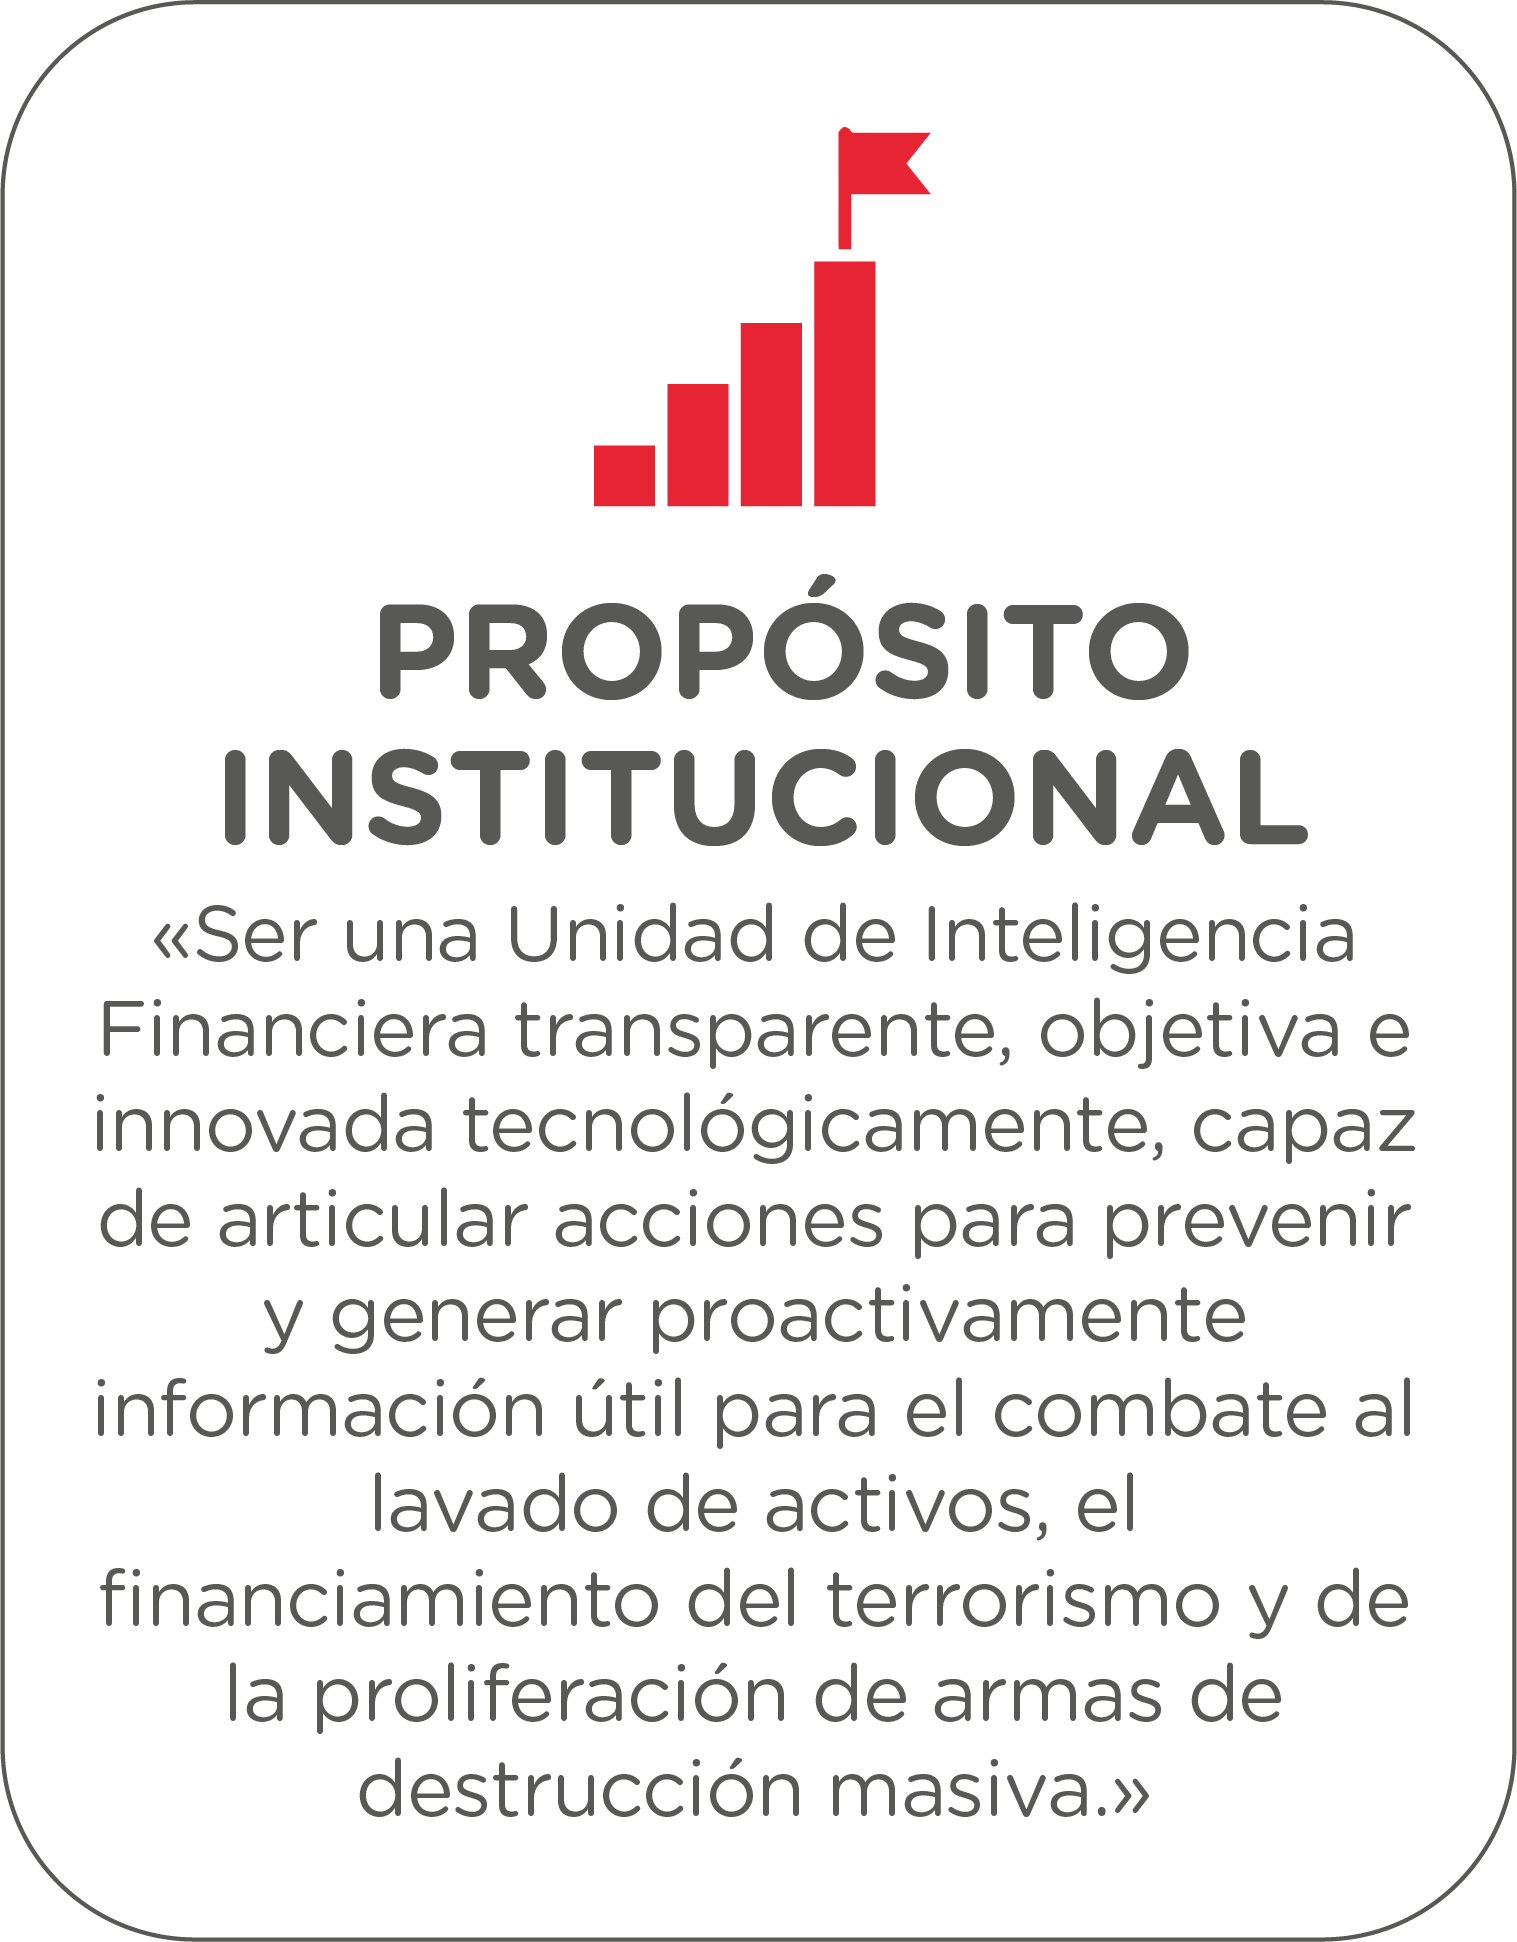 PROPÓSITO
INSTITUCIONAL
«Ser una Unidad de Inteligencia
Financiera transparente, objetiva e
innovada tecnológicamente, capaz
de articular acciones para prevenir
y generar proactivamente
información útil para el combate al
lavado de activos, el
financiamiento del terrorismo y de
la proliferación de armas de
destrucción masiva.»